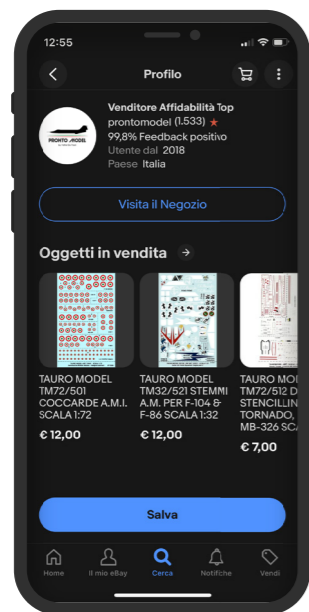 12:55
Profilo
Venditore Affidabilità Top
prontomodel (1.533)
99,8% Feedback positivo
Utente dal 2018
Paese Italia
PRONTO MODEL
Visita il Negozio
Oggetti in vendita
TAURO MODEL
TM72/501
COCCARDE A.M.I.
SCALA 1:72
€ 12,00
TAURO MODEL
TM32/521 STEMMI
A.M. PER F-104 &
F-86 SCALA 1:32
€ 12,00
TAURO MO
TM72/512 D
STENCILLIN
TORNADO,
MB-326 SC
€ 7,00
Salva
Home
Il mio eBay
Cerca
Notifiche
Vendi